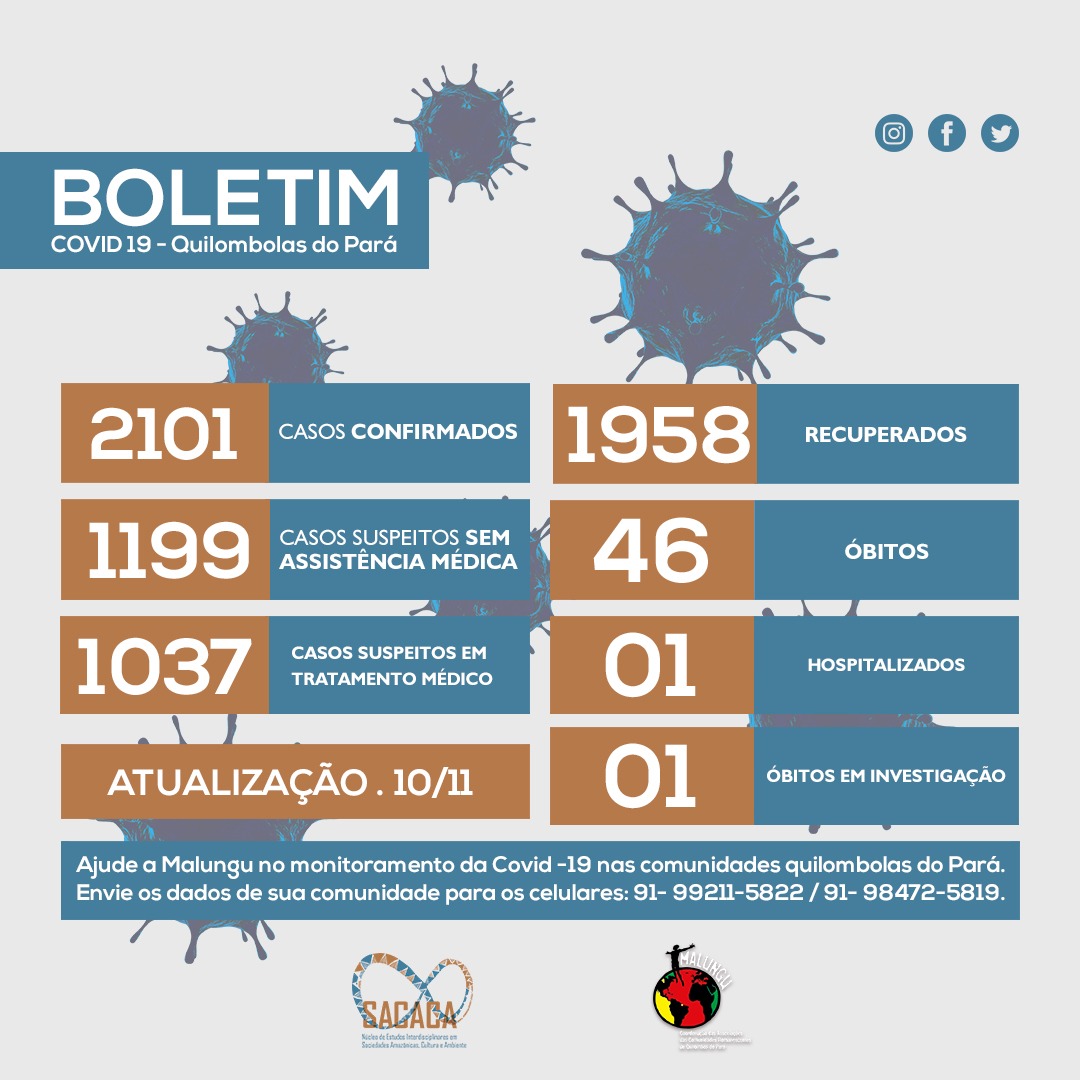 BOLETIM
COVID 19 - Quilombolas do Pará
2101
CASOS CONFIRMADOS
1958
RECUPERADOS
1199
CASOS SUSPEITOS SEM
ASSISTÊNCIA MÉDICA
46
ÓBITOS
1037
CASOS SUSPEITOS EM
TRATAMENTO MÉDICO
01
HOSPITALIZADOS
ATUALIZAÇÃO . 10/11
01
ÓBITOS EM INVESTIGAÇÃO
Ajude a Malungu no monitoramento da Covid -19 nas comunidades quilombolas do Pará.
Envie os dados de sua comunidade para os celulares: 91- 99211-5822 / 91- 98472-5819.
SACACA
Núcleo de Estudos Interdisciplinares em
Sociedades Amazônicas, Cultura e Ambiente
MALUNGU